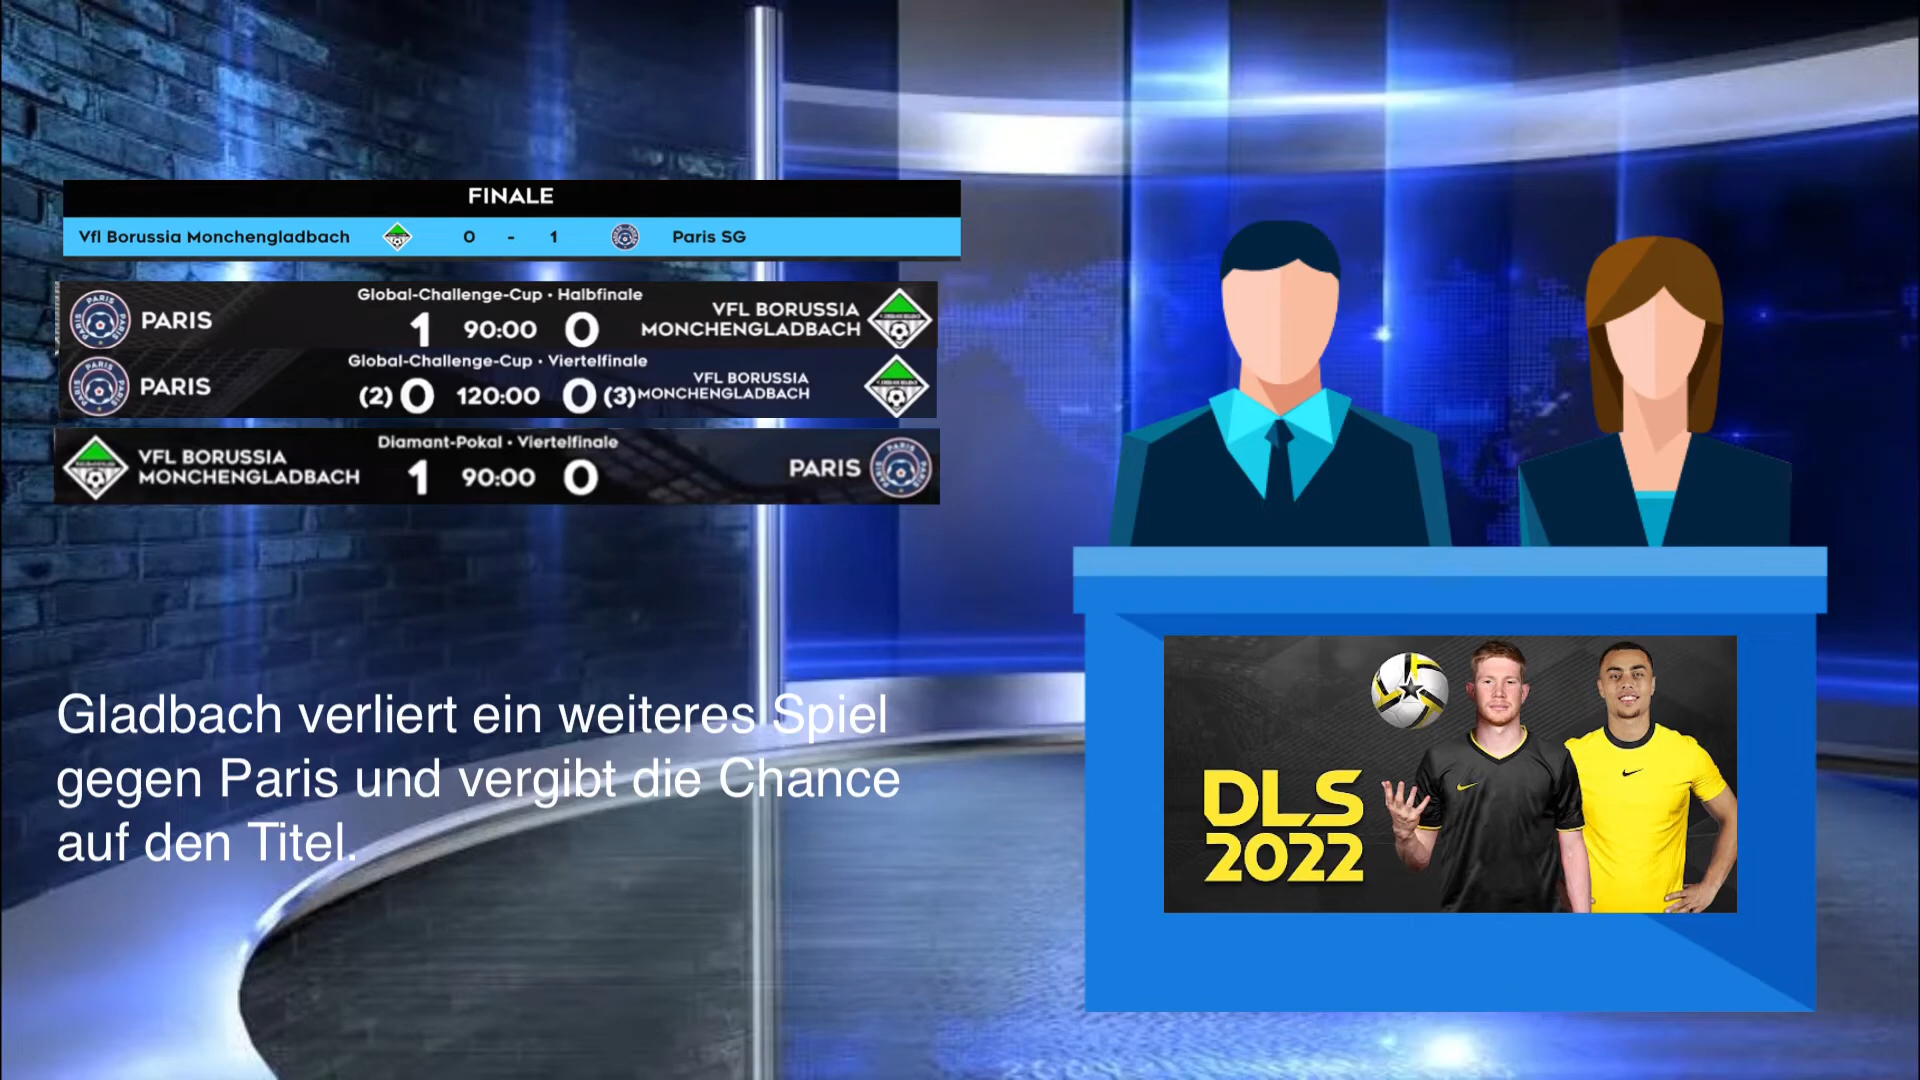 FINALE
Vfl Borussia Monchengladbach 0 - 1 Paris SG
Global-Challenge-Cup • Halbfinale
PARIS 1 90:00 0 VFL BORUSSIA
MONCHENGLADBACH
Global-Challenge-Cup • Viertelfinale
PARIS (2) 0 120:00 0 (3) VFL BORUSSIA
MONCHENGLADBACH
Diamant-Pokal • Viertelfinale
VFL BORUSSIA
MONCHENGLADBACH 1 90:00 0 PARIS
Gladbach verliert ein weiteres Spiel
gegen Paris und vergibt die Chance
auf den Titel.
DLS
2022